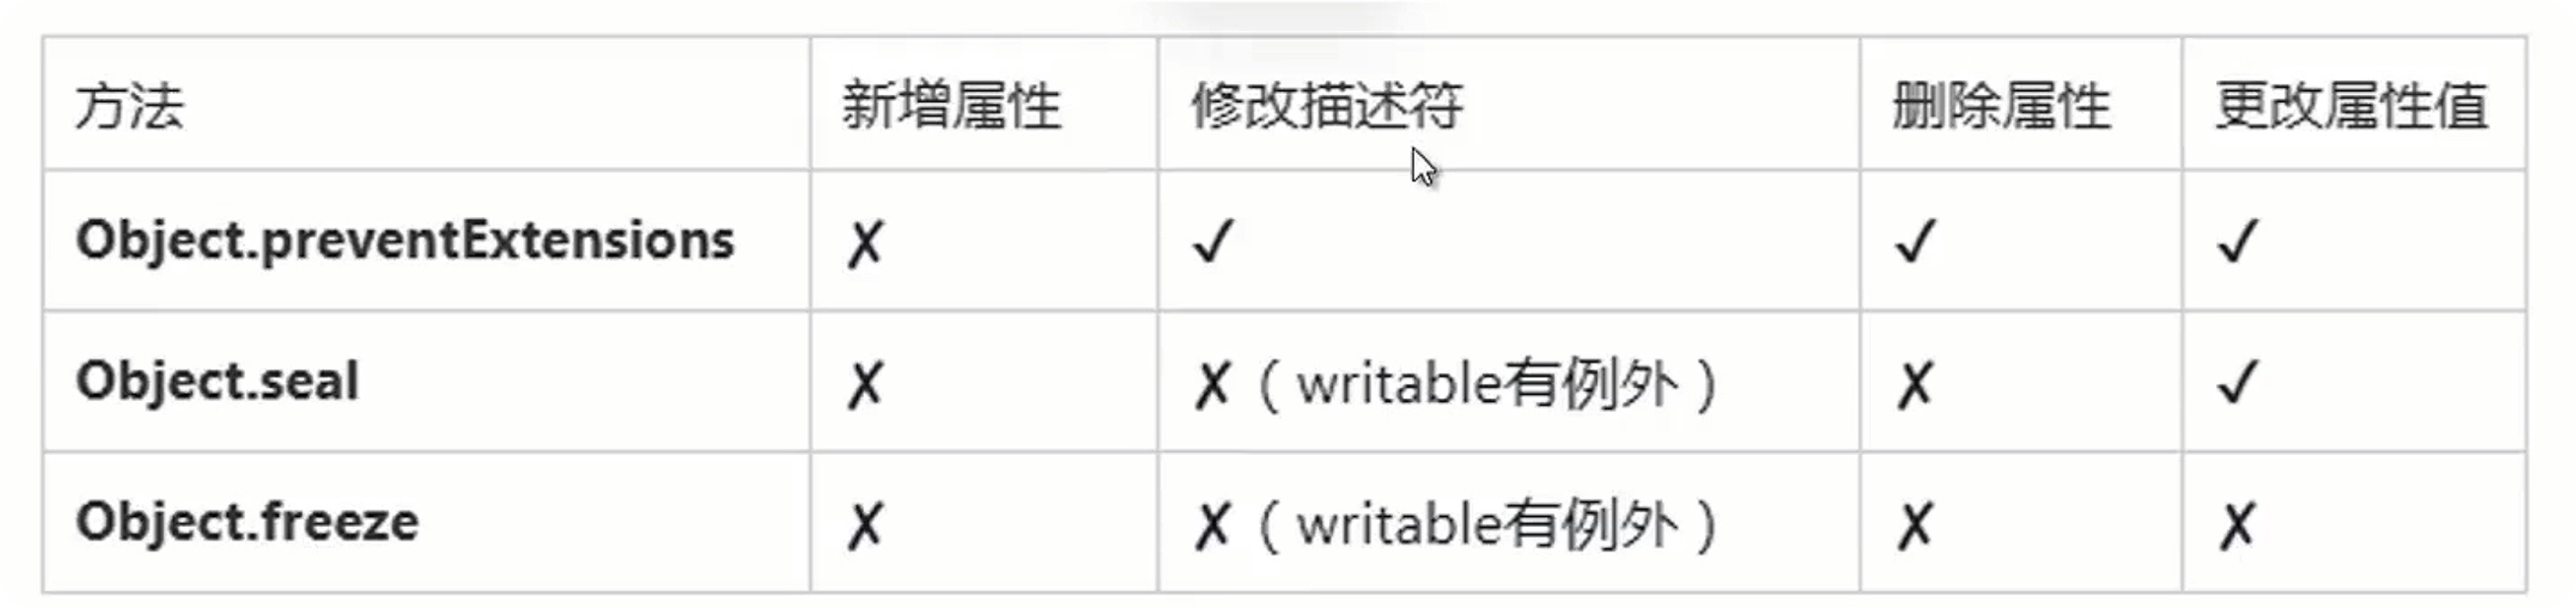 方法 新增属性 修改描述符 删除属性 更改属性值
Object.preventExtensions ✗ ✓ ✓ ✓
Object.seal ✗ ✗（writable有例外） ✗ ✓
Object.freeze ✗ ✗（writable有例外） ✗ ✗